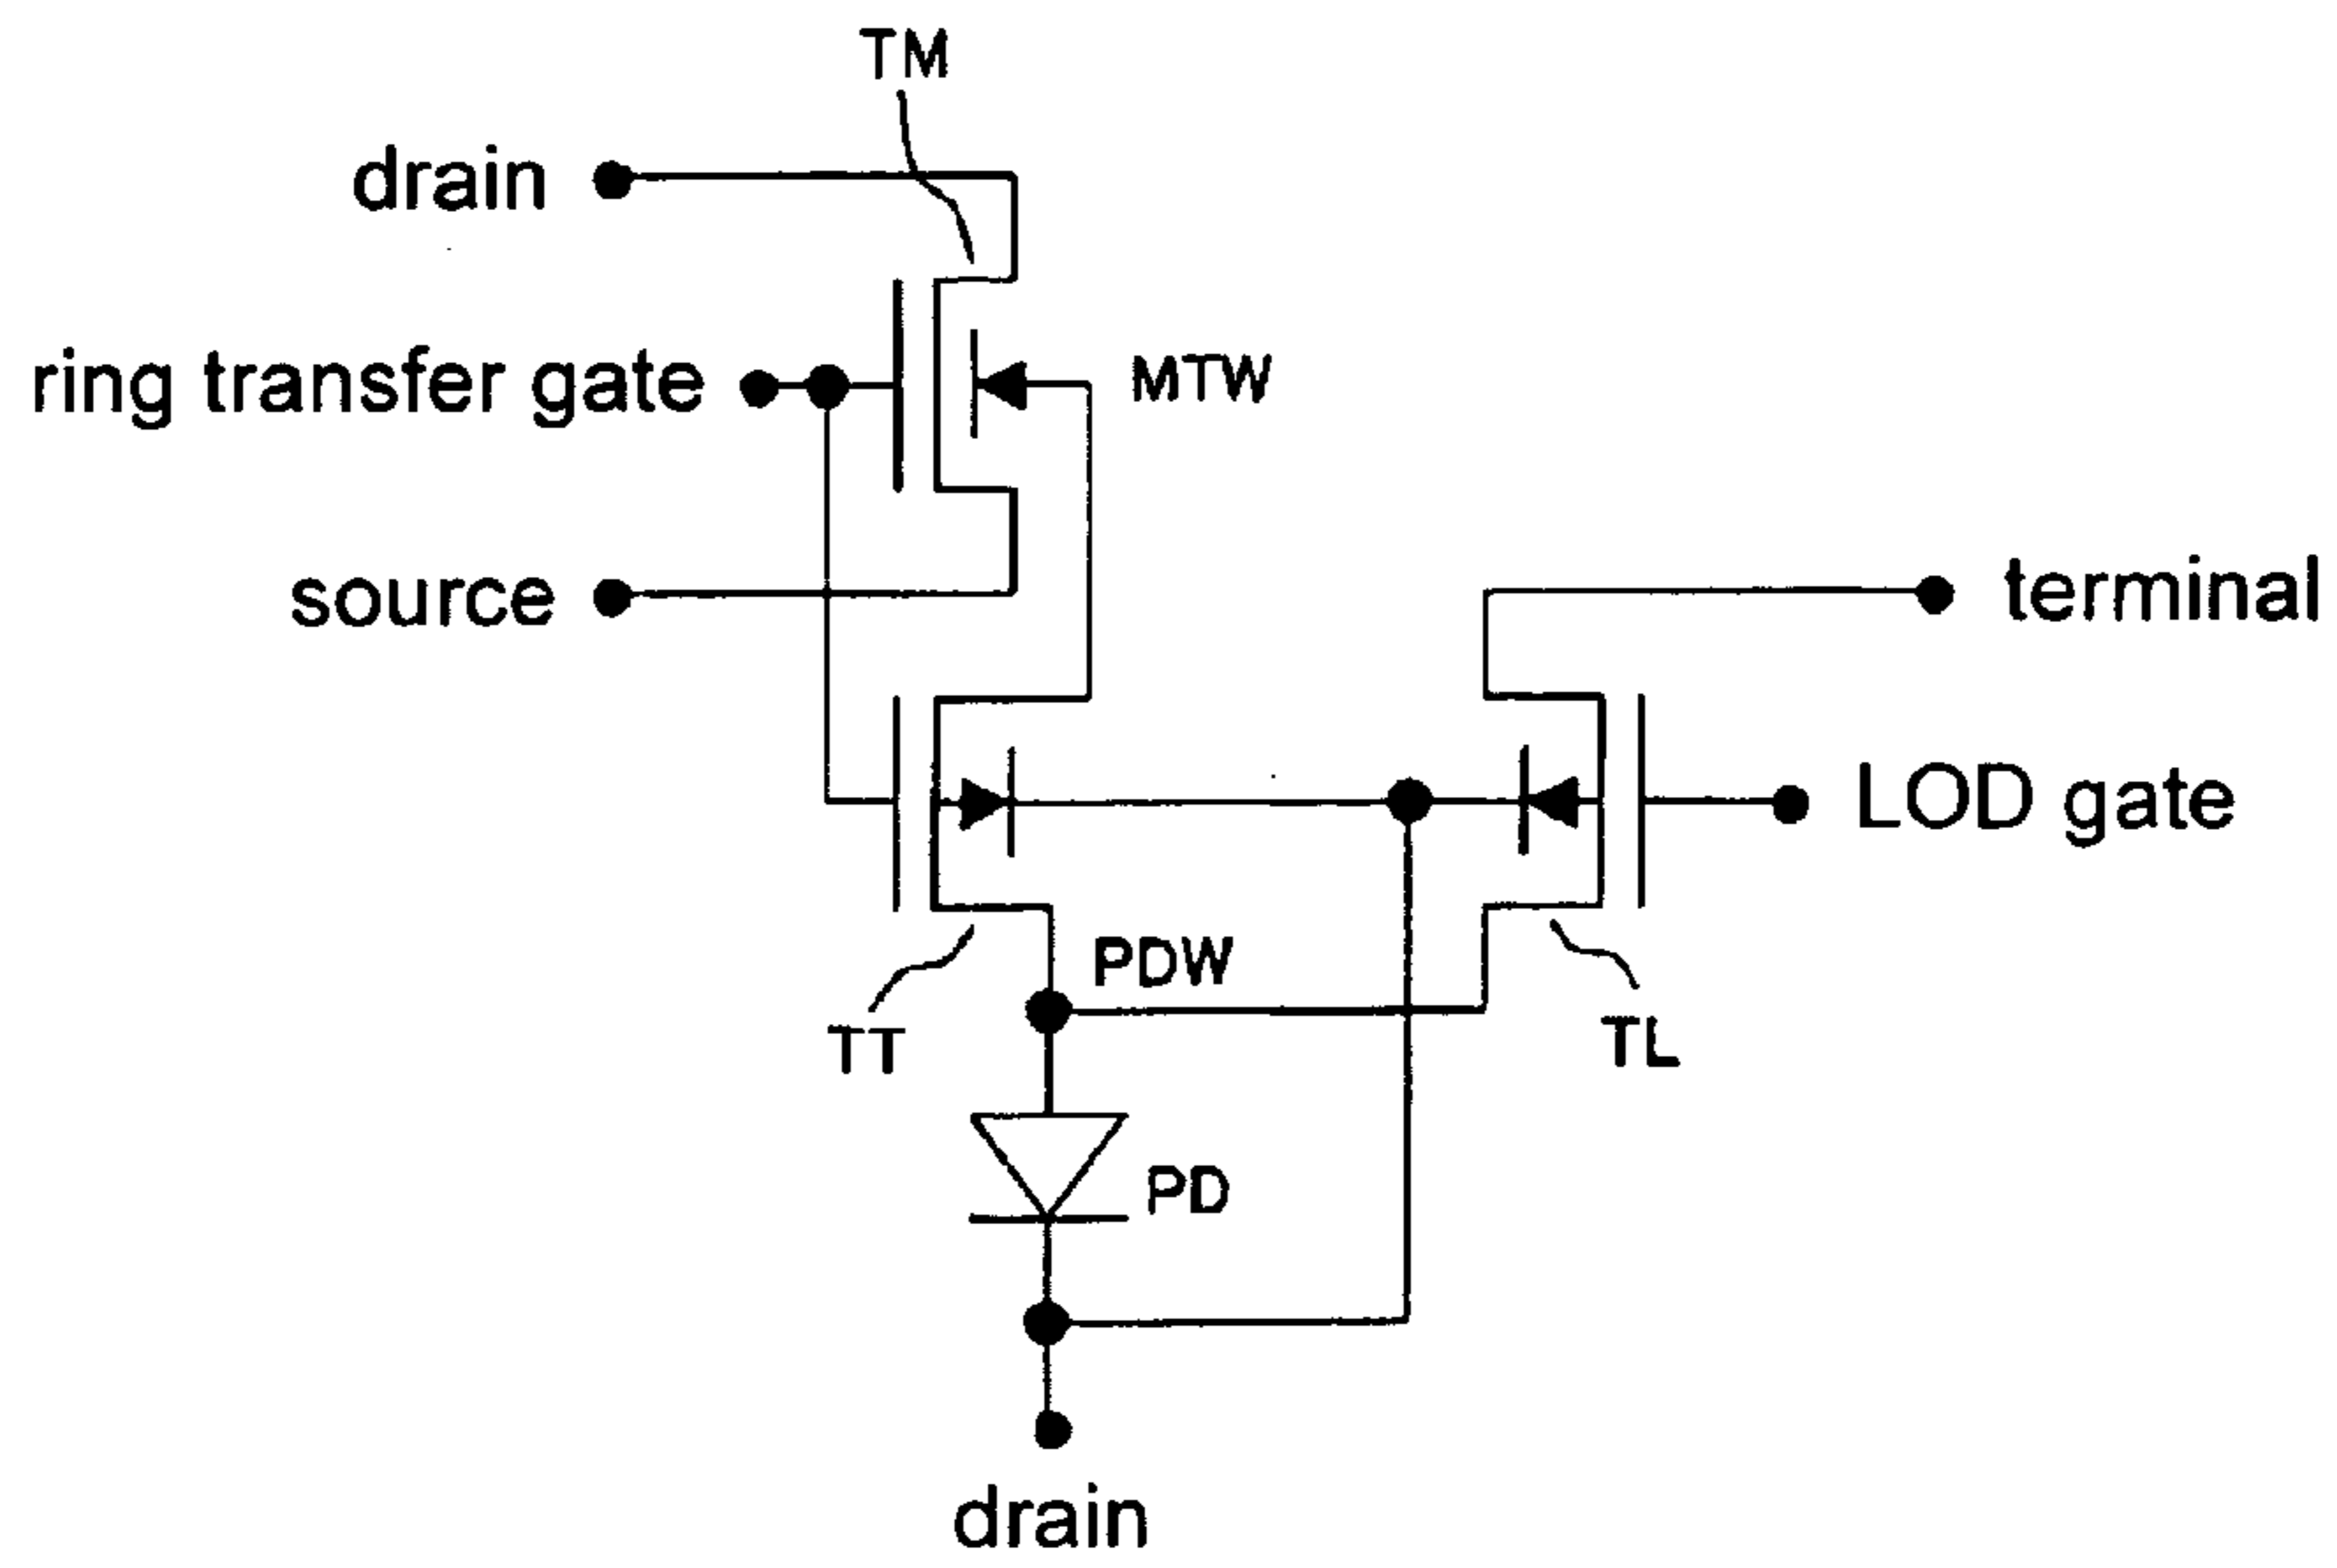 TM
drain
ring transfer gate
MTW
source
terminal
LOD gate
PDW
TT
TL
PD
drain